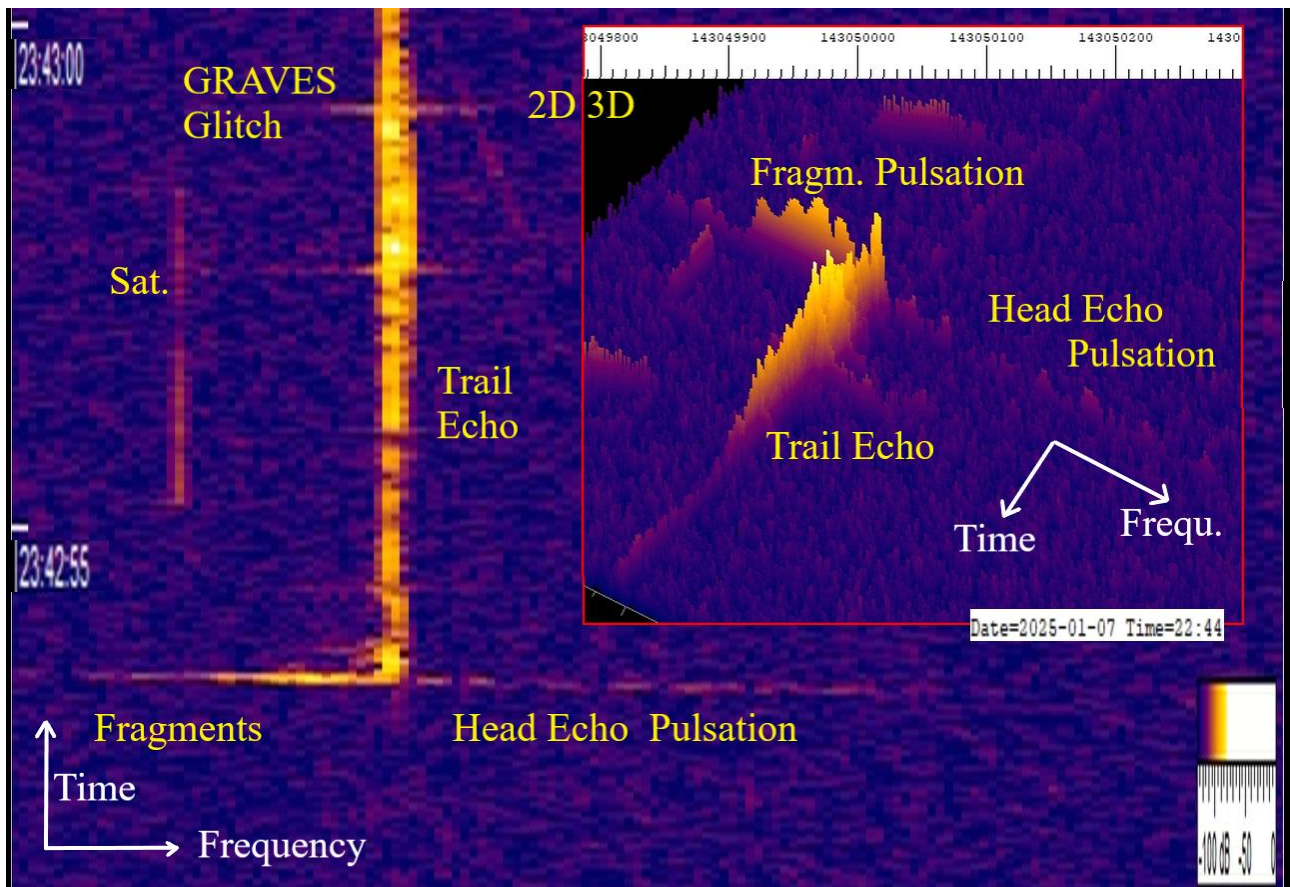 23:43:00
GRAVES
Glitch
2D 3D
3049800 143049900 143050000 143050100 143050200 1430
Fragm. Pulsation
Sat.
Head Echo
Pulsation
Trail
Echo
Trail Echo
Time
Frequ.
23:42:55
Date=2025-01-07 Time=22:44
Fragments
Head Echo Pulsation
Time
Frequency
-100 dB -50 0